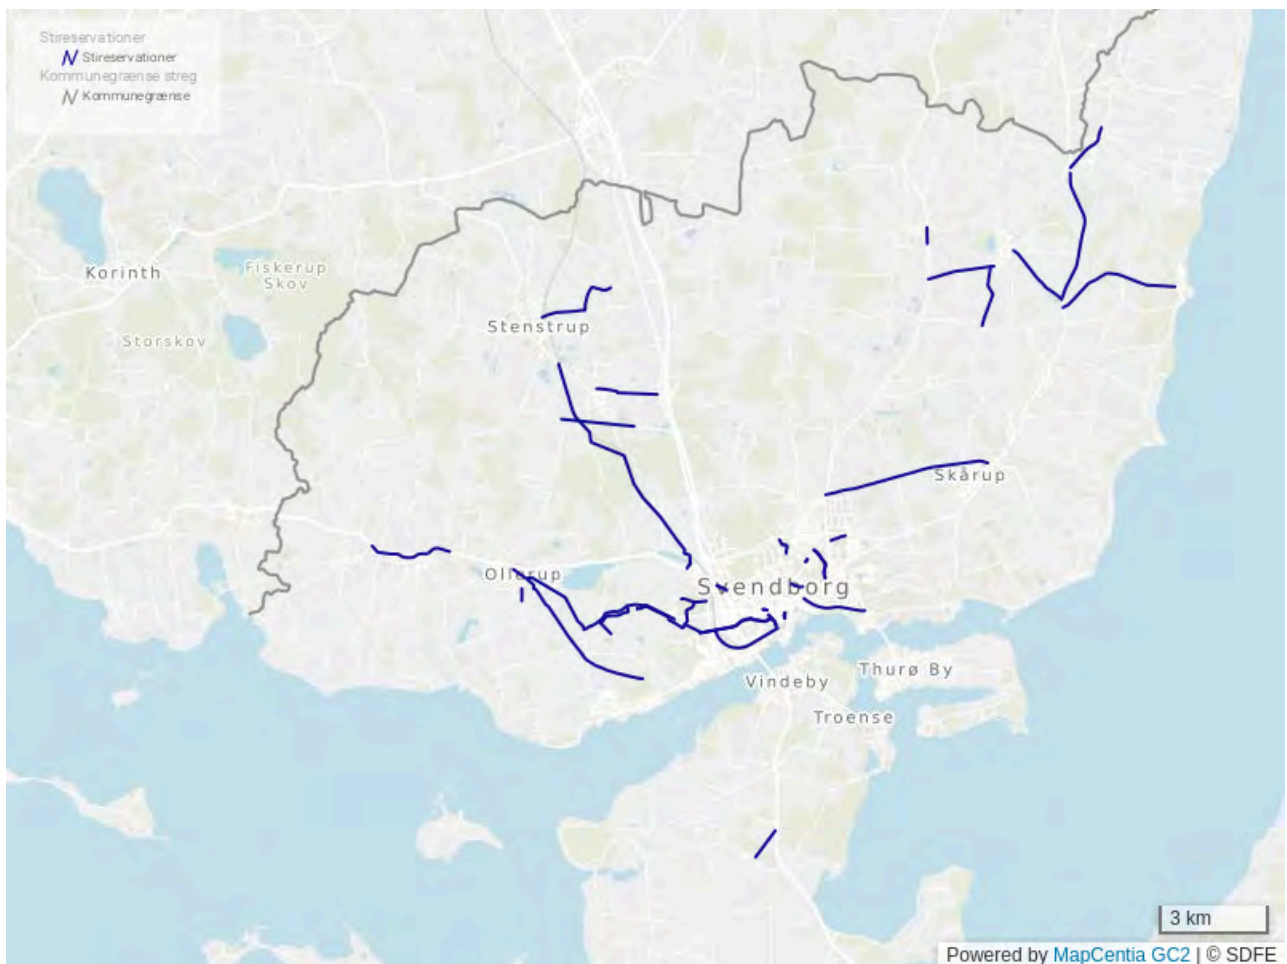 Stireservationer
Stireservationer
Kommunegrænse streg
Kommunegrænse
Korinth
Fiskerup
Skov
Storskov
Stenstrup
Skårup
Ollerup
Svendborg
Vindeby
Thurø By
Troense
3 km
Powered by MapCentia GC2 | © SDFE